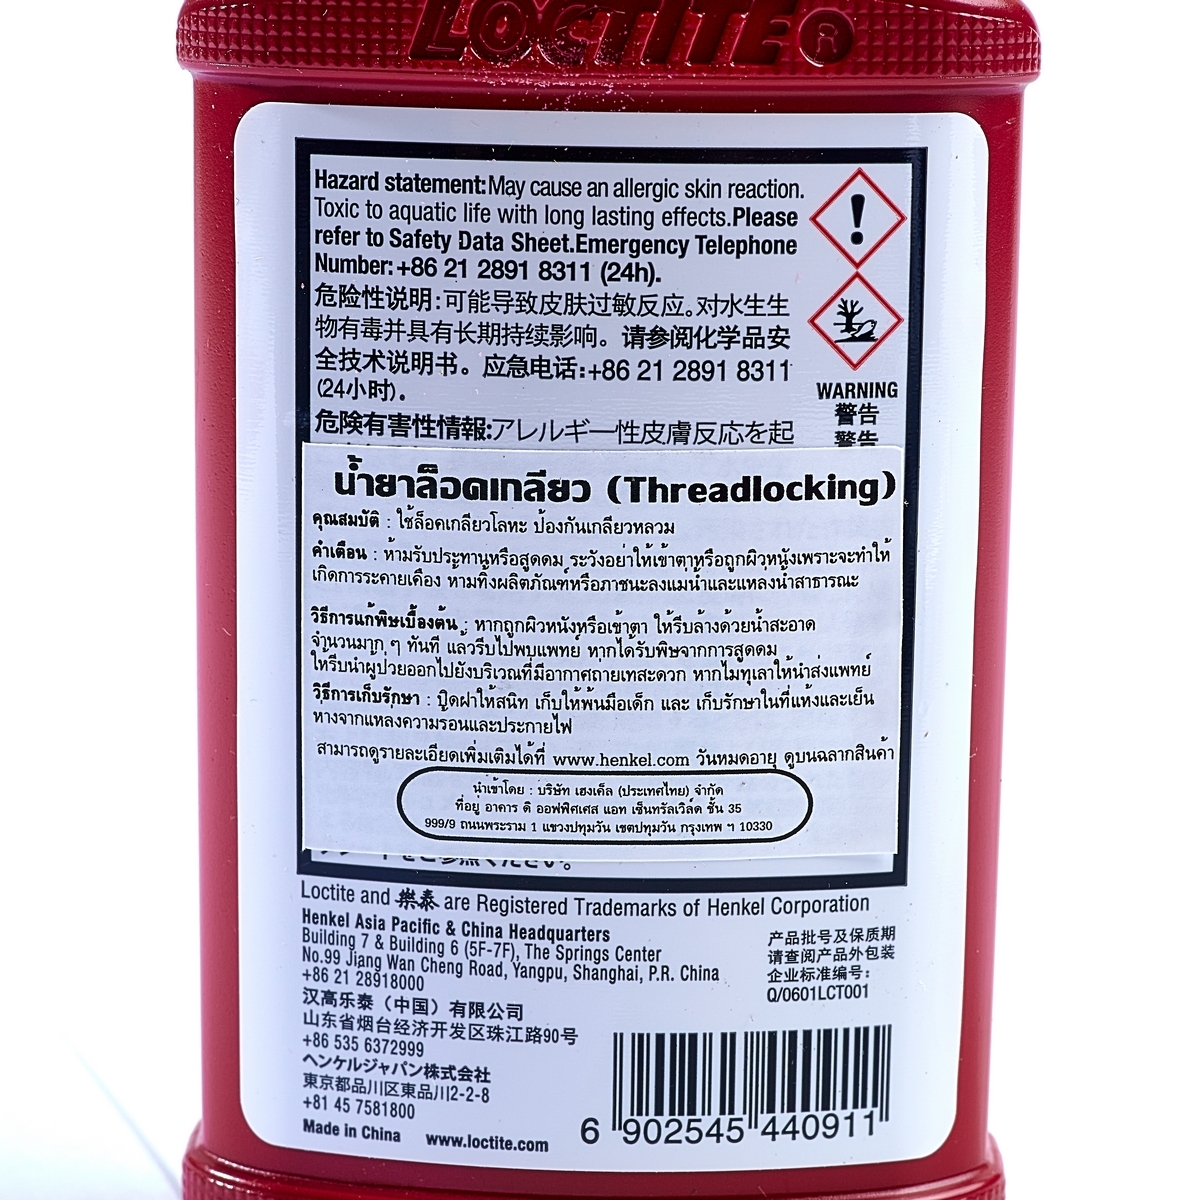 LOCTITE®
Hazard statement:May cause an allergic skin reaction.
Toxic to aquatic life with long lasting effects.Please
refer to Safety Data Sheet.Emergency Telephone
Number:+86 21 2891 8311 (24h).
危险性说明:可能导致皮肤过敏反应。对水生生
物有毒并具有长期持续影响。请参阅化学品安
全技术说明书。应急电话:+86 21 2891 8311
(24小时)。
危険有害性情報:アレルギー性皮膚反応を起
WARNING
警告
警告
น้ำยาล็อคเกลียว (Threadlocking)
คุณสมบัติ : ใช้ล็อคเกลียวโลหะ ป้องกันเกลียวหลวม
คำเตือน : ห้ามรับประทานหรือสูดดม ระวังอย่าให้เข้าตาหรือถูกผิวหนังเพราะจะทำให้
เกิดการระคายเคือง ห้ามทิ้งผลิตภัณฑ์หรือภาชนะลงแม่น้ำและแหล่งน้ำสาธารณะ
วิธีการแก้พิษเบื้องต้น : หากถูกผิวหนังหรือเข้าตา ให้รีบล้างด้วยน้ำสะอาด
จำนวนมาก ๆ ทันที แล้วรีบไปพบแพทย์ หากได้รับพิษจากการสูดดม
ให้รีบนำผู้ป่วยออกไปยังบริเวณที่มีอากาศถ่ายเทสะดวก หากไม่ทุเลาให้นำส่งแพทย์
วิธีการเก็บรักษา : ปิดฝาให้สนิท เก็บให้พ้นมือเด็ก และ เก็บรักษาในที่แห้งและเย็น
ห่างจากแหล่งความร้อนและประกายไฟ
สามารถดูรายละเอียดเพิ่มเติมได้ที่ www.henkel.com วันหมดอายุ ดูบนฉลากสินค้า
นำเข้าโดย : บริษัท เฮงเค็ล (ประเทศไทย) จำกัด
ที่อยู่ อาคาร ดิ ออฟฟิศเศส แอท เซ็นทรัลเวิล์ด ชั้น 35
999/9 ถนนพระราม 1 แขวงปทุมวัน เขตปทุมวัน กรุงเทพ ฯ 10330
をご参照ください。
Loctite and 樂泰 are Registered Trademarks of Henkel Corporation
Henkel Asia Pacific & China Headquarters
Building 7 & Building 6 (5F-7F), The Springs Center
No.99 Jiang Wan Cheng Road, Yangpu, Shanghai, P.R. China
+86 21 28918000
汉高乐泰（中国）有限公司
山东省烟台经济开发区珠江路90号
+86 535 6372999
ヘンケルジャパン株式会社
東京都品川区東品川2-2-8
+81 45 7581800
Made in China www.loctite.com
产品批号及保质期
请查阅产品外包装
企业标准编号:
Q/0601LCT001
6 902545 440911